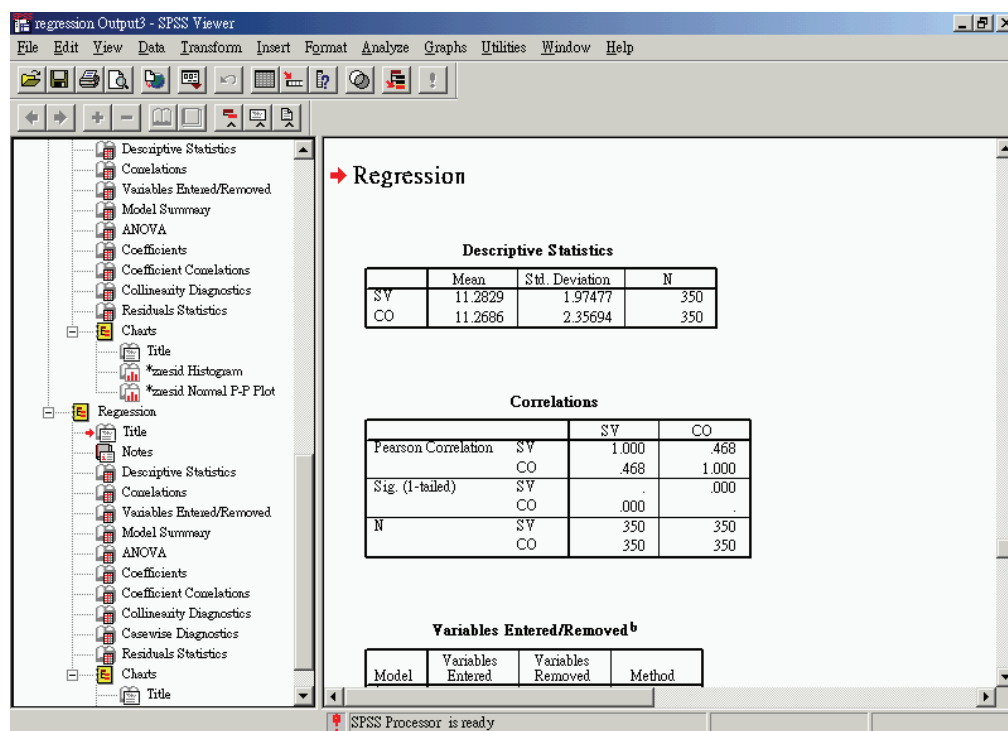 regression Output3 - SPSS Viewer
File Edit View Data Transform Insert Format Analyze Graphs Utilities Window Help
Descriptive Statistics
Correlations
Variables Entered/Removed
Model Summary
ANOVA
Coefficients
Coefficient Correlations
Collinearity Diagnostics
Residuals Statistics
Charts
Title
*zresid Histogram
*zresid Normal P-P Plot
Regression
Title
Notes
Descriptive Statistics
Correlations
Variables Entered/Removed
Model Summary
ANOVA
Coefficients
Coefficient Correlations
Collinearity Diagnostics
Casewise Diagnostics
Residuals Statistics
Charts
Title
Regression
Descriptive Statistics
Mean Std. Deviation N
SV 11.2829 1.97477 350
CO 11.2686 2.35694 350
Correlations
SV CO
Pearson Correlation SV 1.000 .468
CO .468 1.000
Sig. (1-tailed) SV . .000
CO .000 .
N SV 350 350
CO 350 350
Variables Entered/Removed b
Model Variables Entered Variables Removed Method
SPSS Processor is ready